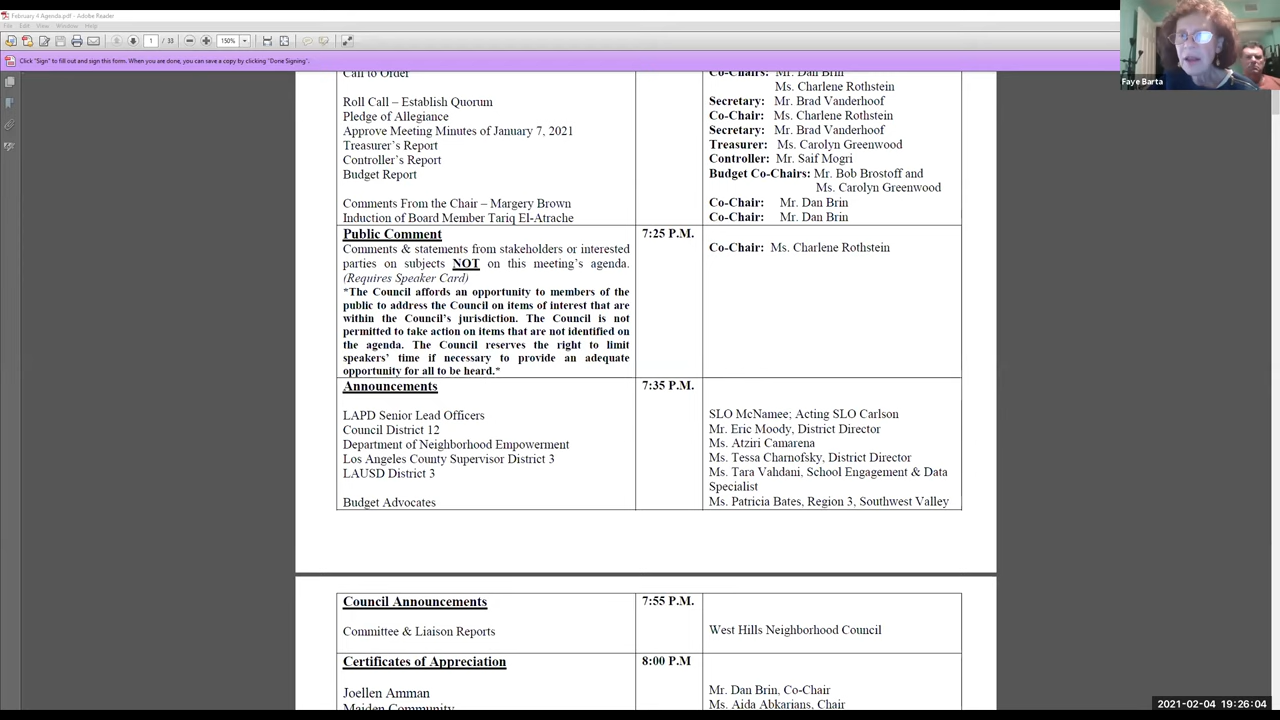 February 4 Agenda.pdf - Adobe Reader
File Edit View Window Help
1 / 33 150%
Click "Sign" to fill out and sign this form. When you are done, you can save a copy by clicking "Done Signing".
Faye Barta
Call to Order
Co-Chairs: Mr. Dan Brin
Ms. Charlene Rothstein
Roll Call – Establish Quorum
Secretary: Mr. Brad Vanderhoof
Pledge of Allegiance
Co-Chair: Ms. Charlene Rothstein
Approve Meeting Minutes of January 7, 2021
Secretary: Mr. Brad Vanderhoof
Treasurer's Report
Treasurer: Ms. Carolyn Greenwood
Controller's Report
Controller: Mr. Saif Mogri
Budget Report
Budget Co-Chairs: Mr. Bob Brostoff and
Ms. Carolyn Greenwood
Comments From the Chair – Margery Brown
Co-Chair: Mr. Dan Brin
Induction of Board Member Tariq El-Atrache
Co-Chair: Mr. Dan Brin
Public Comment
7:25 P.M.
Comments & statements from stakeholders or interested
parties on subjects NOT on this meeting's agenda.
(Requires Speaker Card)
*The Council affords an opportunity to members of the
public to address the Council on items of interest that are
within the Council's jurisdiction. The Council is not
permitted to take action on items that are not identified on
the agenda. The Council reserves the right to limit
speakers' time if necessary to provide an adequate
opportunity for all to be heard.*
Co-Chair: Ms. Charlene Rothstein
Announcements
7:35 P.M.
LAPD Senior Lead Officers
SLO McNamee; Acting SLO Carlson
Council District 12
Mr. Eric Moody, District Director
Department of Neighborhood Empowerment
Ms. Atziri Camarena
Los Angeles County Supervisor District 3
Ms. Tessa Charnofsky, District Director
LAUSD District 3
Ms. Tara Vahdani, School Engagement & Data
Specialist
Budget Advocates
Ms. Patricia Bates, Region 3, Southwest Valley
Council Announcements
7:55 P.M.
Committee & Liaison Reports
West Hills Neighborhood Council
Certificates of Appreciation
8:00 P.M
Joellen Amman
Mr. Dan Brin, Co-Chair
Maiden Community
Ms. Aida Abkarians, Chair
2021-02-04 19:26:04